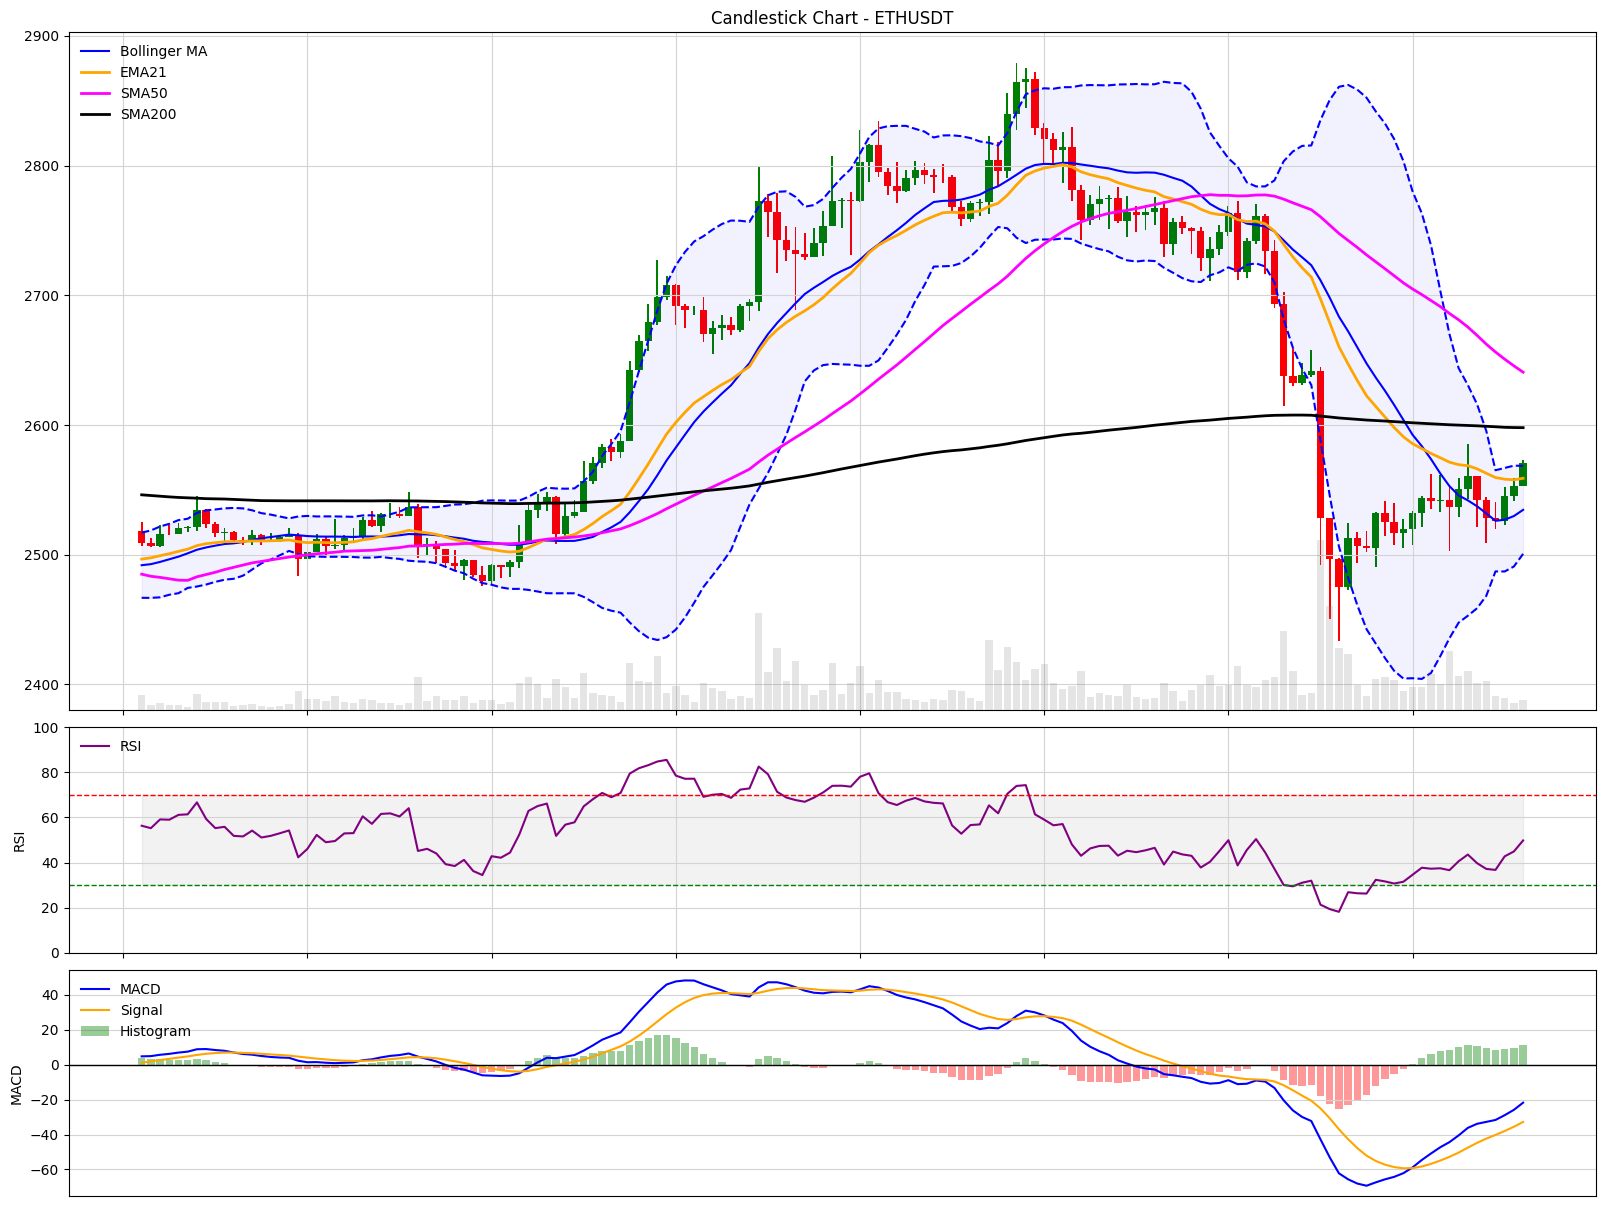 Candlestick Chart - ETHUSDT
2900
2800
2700
2600
2500
2400
Bollinger MA
EMA21
SMA50
SMA200
100
80
60
40
20
0
RSI
RSI
40
20
0
−20
−40
−60
MACD
MACD
Signal
Histogram